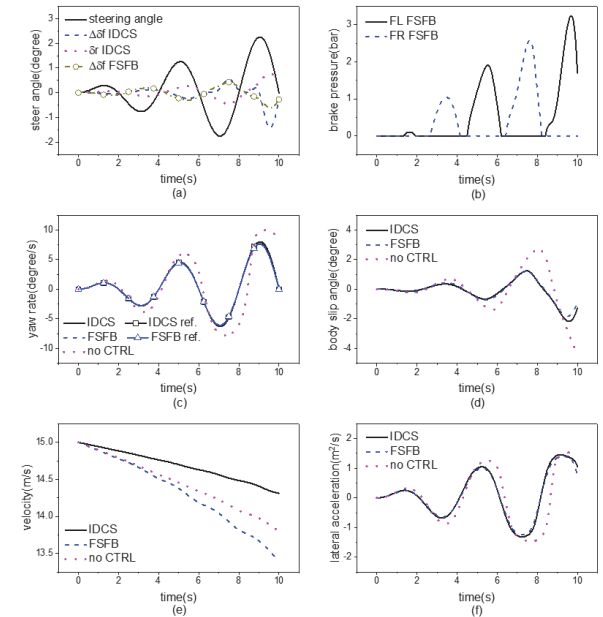 steer angle(degree)
3
2
1
0
-1
-2
steering angle
Δδf IDCS
δr IDCS
Δδf FSFB
0 2 4 6 8 10
time(s)
(a)
brake pressure(bar)
3
2
1
0
FL FSFB
FR FSFB
0 2 4 6 8 10
time(s)
(b)
yaw rate(degree/s)
10
5
0
-5
-10
IDCS IDCS ref.
FSFB FSFB ref.
no CTRL
0 2 4 6 8 10
time(s)
(c)
body slip angle(degree)
4
2
0
-2
-4
IDCS
FSFB
no CTRL
0 2 4 6 8 10
time(s)
(d)
velocity(m/s)
15.0
14.5
14.0
13.5
IDCS
FSFB
no CTRL
0 2 4 6 8 10
time(s)
(e)
lateral acceleration(m²/s)
2
1
0
-1
-2
IDCS
FSFB
no CTRL
0 2 4 6 8 10
time(s)
(f)